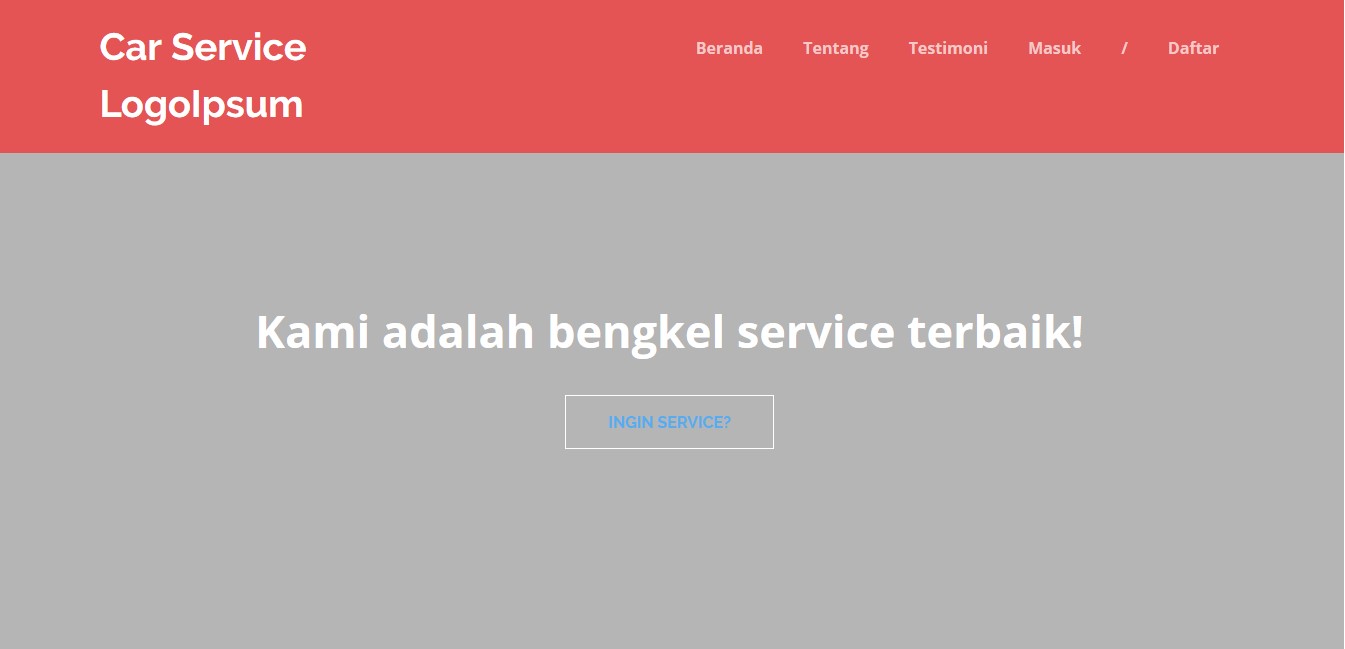 Car Service
LogoIpsum
Beranda Tentang Testimoni Masuk / Daftar
Kami adalah bengkel service terbaik!
INGIN SERVICE?